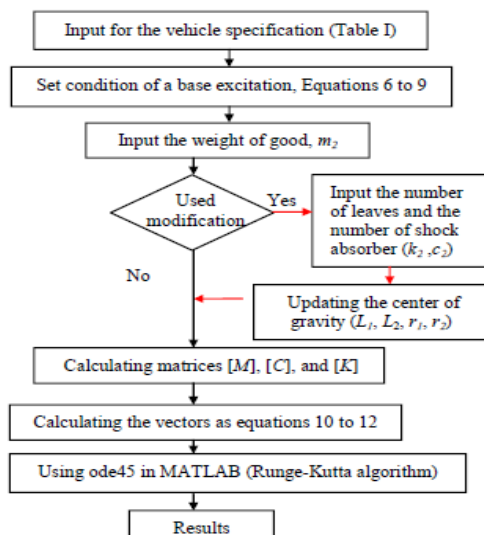 Input for the vehicle specification (Table I)
Set condition of a base excitation, Equations 6 to 9
Input the weight of good, m₂
Used
modification
Yes
Input the number
of leaves and the
number of shock
absorber (k₂ ,c₂)
No
Updating the center of
gravity (L₁, L₂, r₁, r₂)
Calculating matrices [M], [C], and [K]
Calculating the vectors as equations 10 to 12
Using ode45 in MATLAB (Runge-Kutta algorithm)
Results